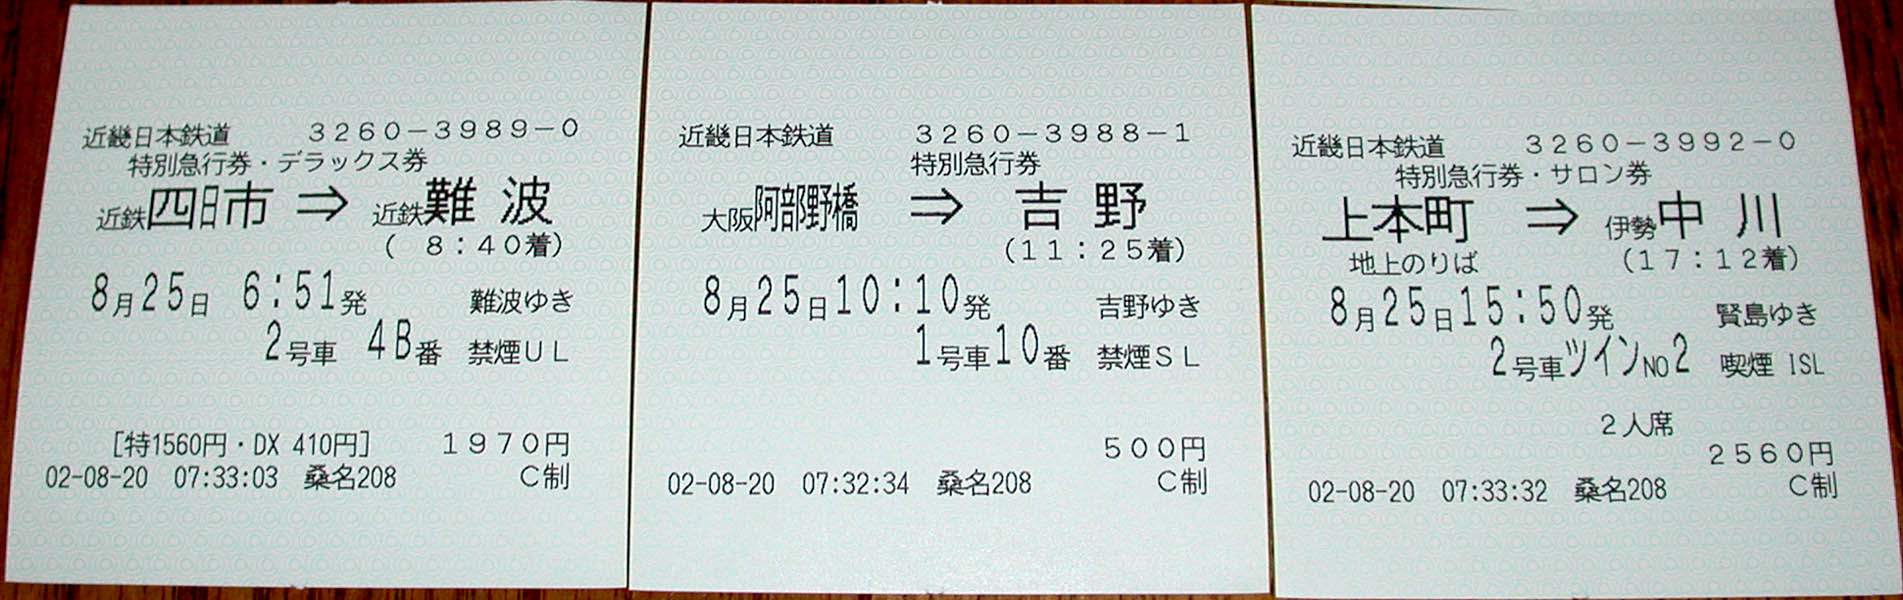 近畿日本鉄道 3260-3989-0
特別急行券・デラックス券
近鉄四日市 ⇒ 近鉄難波
( 8:40着)
8月25日 6:51発 難波ゆき
2号車 4B番 禁煙UL
[特1560円・DX 410円] 1970円
02-08-20 07:33:03 桑名208 C制
近畿日本鉄道 3260-3988-1
特別急行券
大阪阿部野橋 ⇒ 吉野
(11:25着)
8月25日10:10発 吉野ゆき
1号車10番 禁煙SL
500円
02-08-20 07:32:34 桑名208 C制
近畿日本鉄道 3260-3992-0
特別急行券・サロン券
上本町 ⇒ 伊勢中川
地上のりば (17:12着)
8月25日15:50発 賢島ゆき
2号車ツインNO2 喫煙 ISL
2人席
2560円
02-08-20 07:33:32 桑名208 C制